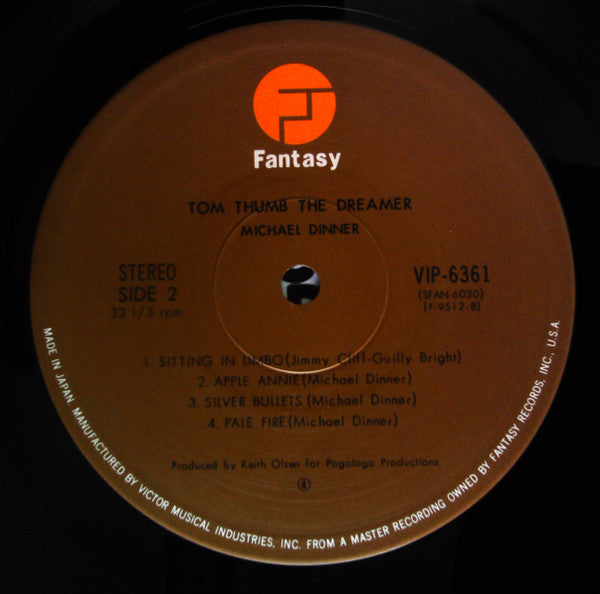 Fantasy
TOM THUMB THE DREAMER
MICHAEL DINNER
STEREO
SIDE 2
33 1/3 rpm
VIP-6361
(SFAN-6030)
(F-9512-B)
1. SITTING IN LIMBO (Jimmy Cliff-Guilly Bright)
2. APPLE ANNIE (Michael Dinner)
3. SILVER BULLETS (Michael Dinner)
4. PALE FIRE (Michael Dinner)
Produced by Keith Olsen for Pogologo Productions
④
MADE IN JAPAN. MANUFACTURED BY VICTOR MUSICAL INDUSTRIES, INC. FROM A MASTER RECORDING OWNED BY FANTASY RECORDS, INC., U.S.A.